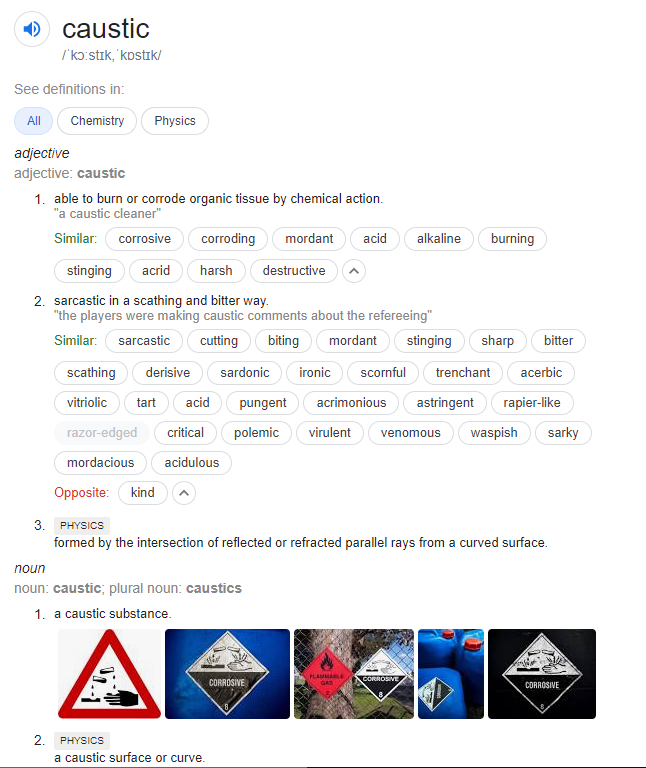 caustic
/ˈkɔːstɪk,ˈkɒstɪk/
See definitions in:
All Chemistry Physics
adjective
adjective: caustic
1. able to burn or corrode organic tissue by chemical action.
"a caustic cleaner"
Similar: corrosive corroding mordant acid alkaline burning
stinging acrid harsh destructive
2. sarcastic in a scathing and bitter way.
"the players were making caustic comments about the refereeing"
Similar: sarcastic cutting biting mordant stinging sharp bitter
scathing derisive sardonic ironic scornful trenchant acerbic
vitriolic tart acid pungent acrimonious astringent rapier-like
razor-edged critical polemic virulent venomous waspish sarky
mordacious acidulous
Opposite: kind
3. PHYSICS
formed by the intersection of reflected or refracted parallel rays from a curved surface.
noun
noun: caustic; plural noun: caustics
1. a caustic substance.
CORROSIVE
8
FLAMMABLE
GAS
2
CORROSIVE
8
CORROSIVE
8
2. PHYSICS
a caustic surface or curve.